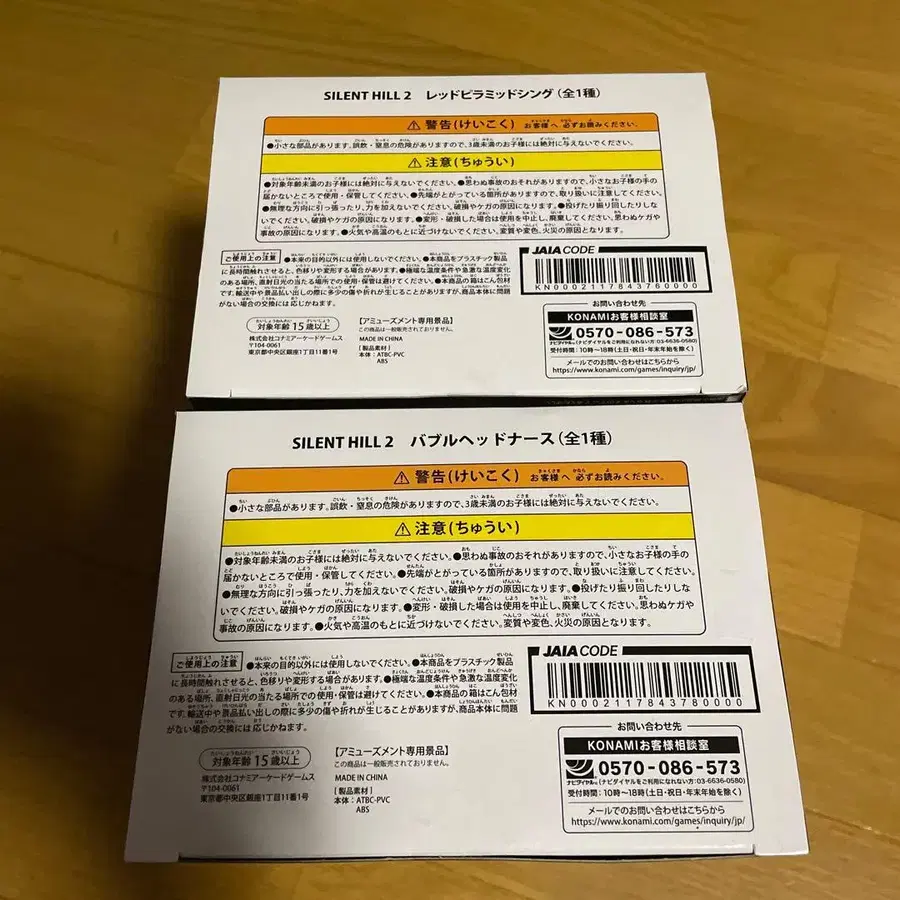 SILENT HILL 2 レッドピラミッドシング(全1種)
⚠警告(けいこく) お客様へ 必ずお読みください。
●小さな部品があります。誤飲・窒息の危険がありますので、3歳未満のお子様には絶対に与えないでください。
⚠注意(ちゅうい)
●対象年齢未満のお子様には絶対に与えないでください。●思わぬ事故のおそれがありますので、小さなお子様の手の
届かないところで使用・保管してください。●先端がとがっている箇所がありますので、取り扱いに注意してください。
●無理な方向に引っ張ったり、力を加えないでください。破損やケガの原因になります。●投げたり振り回したりしな
いでください。破損やケガの原因になります。●変形・破損した場合は使用を中止し、廃棄してください。思わぬケガや
事故の原因になります。●火気や高温のもとに近づけないでください。変質や変色、火災の原因となります。
ご使用上の注意 ●本来の目的以外には使用しないでください。●本商品をプラスチック製品
に長時間触れさせると、色移りや変形する場合があります。●極端な温度条件や急激な温度変化
のある場所、直射日光の当たる場所での使用・保管は避けてください。●本商品の箱はこん包材
です。輸送中や景品払い出しの際に多少の傷や折れが生じることがありますが、商品本体に問題
がない場合の交換には応じかねます。
JAIA CODE
KN0002117843760000
対象年齢 15歳以上
株式会社コナミアーケードゲームス
〒104-0061
東京都中央区銀座1丁目11番1号
[アミューズメント専用景品]
この商品は一般販売されておりません。
MADE IN CHINA
[製品素材]
本体:ATBC-PVC
ABS
お問い合わせ先
KONAMIお客様相談室
0570-086-573
ナビダイヤル (ナビダイヤルをご利用になれない方:03-6636-0580)
受付時間:10時～18時(土日・祝日・年末年始を除く)
メールでのお問い合わせはこちらから
https://www.konami.com/games/inquiry/jp/
SILENT HILL 2 バブルヘッドナース(全1種)
⚠警告(けいこく) お客様へ 必ずお読みください。
●小さな部品があります。誤飲・窒息の危険がありますので、3歳未満のお子様には絶対に与えないでください。
⚠注意(ちゅうい)
●対象年齢未満のお子様には絶対に与えないでください。●思わぬ事故のおそれがありますので、小さなお子様の手の
届かないところで使用・保管してください。●先端がとがっている箇所がありますので、取り扱いに注意してください。
●無理な方向に引っ張ったり、力を加えないでください。破損やケガの原因になります。●投げたり振り回したりしな
いでください。破損やケガの原因になります。●変形・破損した場合は使用を中止し、廃棄してください。思わぬケガや
事故の原因になります。●火気や高温のもとに近づけないでください。変質や変色、火災の原因となります。
ご使用上の注意 ●本来の目的以外には使用しないでください。●本商品をプラスチック製品
に長時間触れさせると、色移りや変形する場合があります。●極端な温度条件や急激な温度変化
のある場所、直射日光の当たる場所での使用・保管は避けてください。●本商品の箱はこん包材
です。輸送中や景品払い出しの際に多少の傷や折れが生じることがありますが、商品本体に問題
がない場合の交換には応じかねます。
JAIA CODE
KN0002117843780000
対象年齢 15歳以上
株式会社コナミアーケードゲームス
〒104-0061
東京都中央区銀座1丁目11番1号
[アミューズメント専用景品]
この商品は一般販売されておりません。
MADE IN CHINA
[製品素材]
本体:ATBC-PVC
ABS
お問い合わせ先
KONAMIお客様相談室
0570-086-573
ナビダイヤル (ナビダイヤルをご利用になれない方:03-6636-0580)
受付時間:10時～18時(土日・祝日・年末年始を除く)
メールでのお問い合わせはこちらから
https://www.konami.com/games/inquiry/jp/